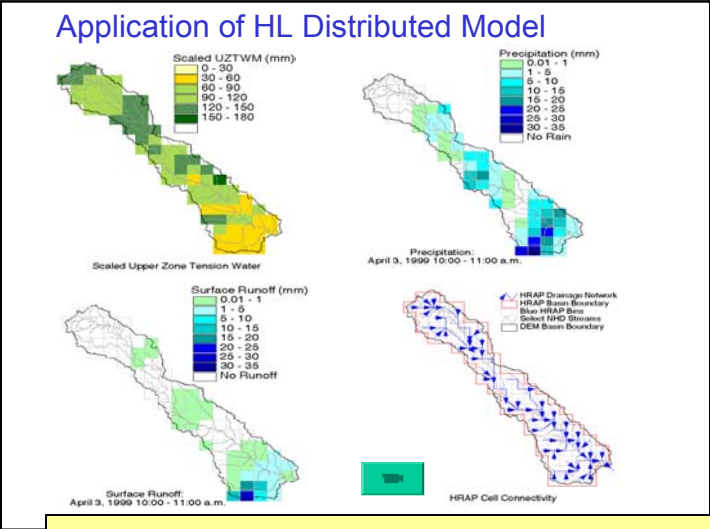 Application of HL Distributed Model
Scaled UZTWM (mm)
0 - 30
30 - 60
60 - 90
90 - 120
120 - 150
150 - 180
Scaled Upper Zone Tension Water
Precipitation (mm)
0.01 - 1
1 - 5
5 - 10
10 - 15
15 - 20
20 - 25
25 - 30
30 - 35
No Rain
Precipitation:
April 3, 1999 10:00 - 11:00 a.m.
Surface Runoff (mm)
0.01 - 1
1 - 5
5 - 10
10 - 15
15 - 20
20 - 25
25 - 30
30 - 35
No Runoff
Surface Runoff:
April 3, 1999 10:00 - 11:00 a.m.
HRAP Drainage Network
HRAP Basin Boundary
Blue HRAP Bins
Select NHD Streams
DEM Basin Boundary
HRAP Cell Connectivity